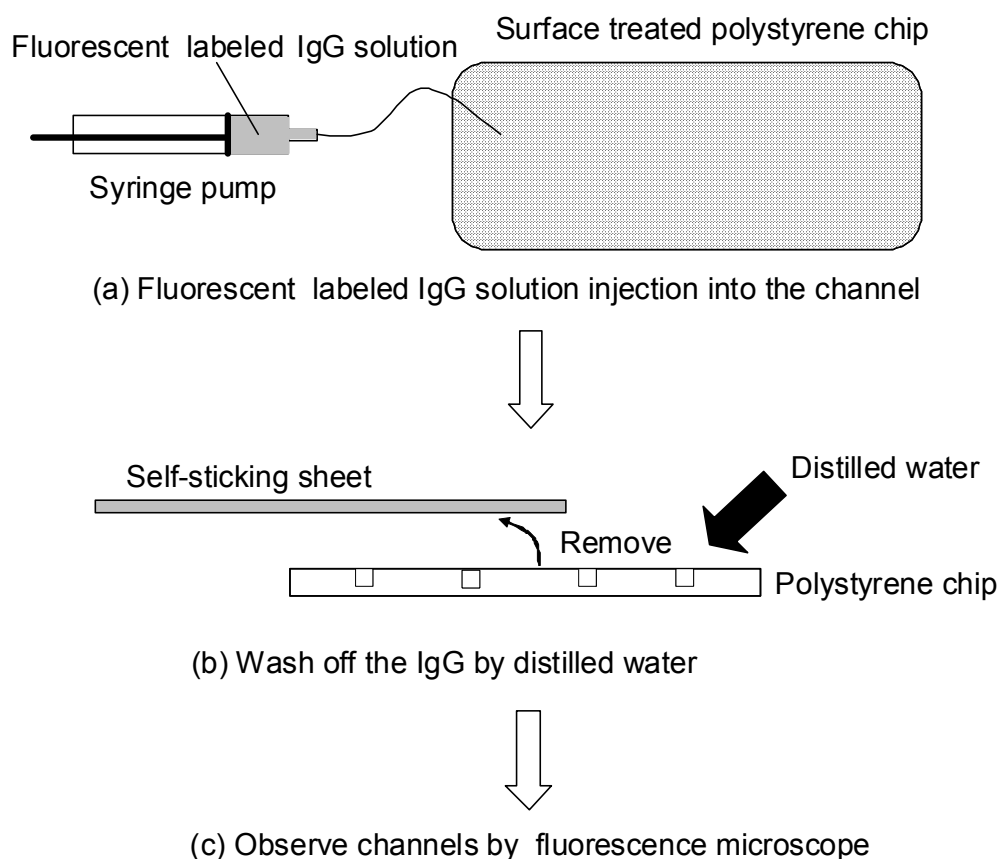 Surface treated polystyrene chip
Fluorescent labeled IgG solution
Syringe pump
(a) Fluorescent labeled IgG solution injection into the channel
Self-sticking sheet
Distilled water
Remove
Polystyrene chip
(b) Wash off the IgG by distilled water
(c) Observe channels by fluorescence microscope